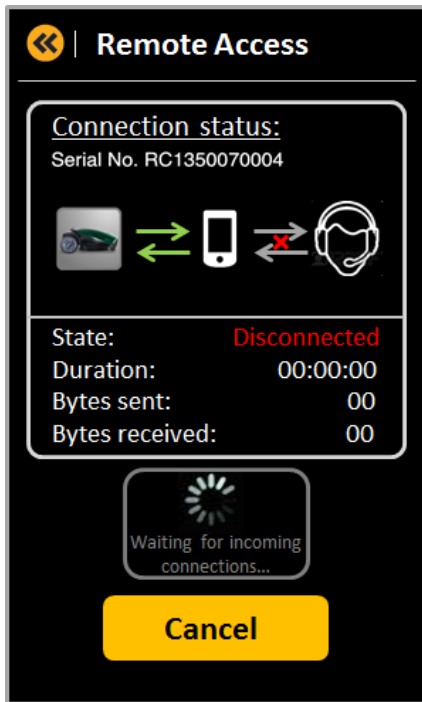 Remote Access
Connection status:
Serial No. RC1350070004
State: Disconnected
Duration: 00:00:00
Bytes sent: 00
Bytes received: 00
Waiting for incoming
connections...
Cancel